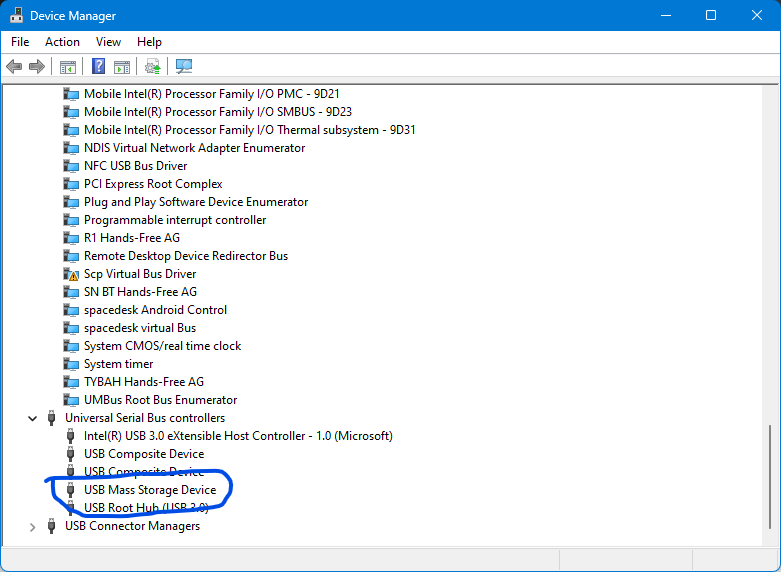 Device Manager
File Action View Help
Mobile Intel(R) Processor Family I/O PMC - 9D21
Mobile Intel(R) Processor Family I/O SMBUS - 9D23
Mobile Intel(R) Processor Family I/O Thermal subsystem - 9D31
NDIS Virtual Network Adapter Enumerator
NFC USB Bus Driver
PCI Express Root Complex
Plug and Play Software Device Enumerator
Programmable interrupt controller
R1 Hands-Free AG
Remote Desktop Device Redirector Bus
Scp Virtual Bus Driver
SN BT Hands-Free AG
spacedesk Android Control
spacedesk virtual Bus
System CMOS/real time clock
System timer
TYBAH Hands-Free AG
UMBus Root Bus Enumerator
Universal Serial Bus controllers
Intel(R) USB 3.0 eXtensible Host Controller - 1.0 (Microsoft)
USB Composite Device
USB Composite Device
USB Mass Storage Device
USB Root Hub (USB 3.0)
USB Connector Managers